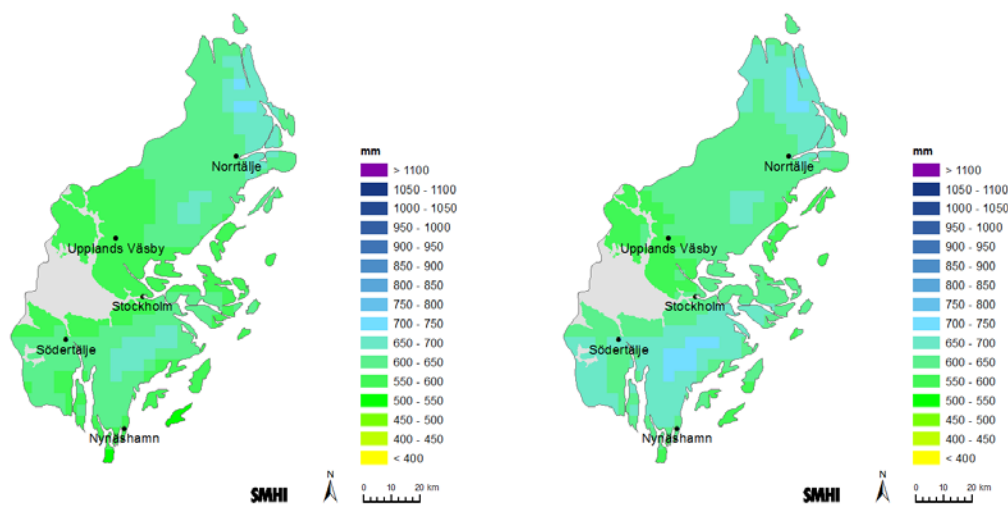 Norrtälje
Upplands Väsby
Stockholm
Södertälje
Nynäshamn
mm
> 1100
1050 - 1100
1000 - 1050
950 - 1000
900 - 950
850 - 900
800 - 850
750 - 800
700 - 750
650 - 700
600 - 650
550 - 600
500 - 550
450 - 500
400 - 450
< 400
SMHI
N
0 10 20 km
Norrtälje
Upplands Väsby
Stockholm
Södertälje
Nynäshamn
mm
> 1100
1050 - 1100
1000 - 1050
950 - 1000
900 - 950
850 - 900
800 - 850
750 - 800
700 - 750
650 - 700
600 - 650
550 - 600
500 - 550
450 - 500
400 - 450
< 400
SMHI
N
0 10 20 km